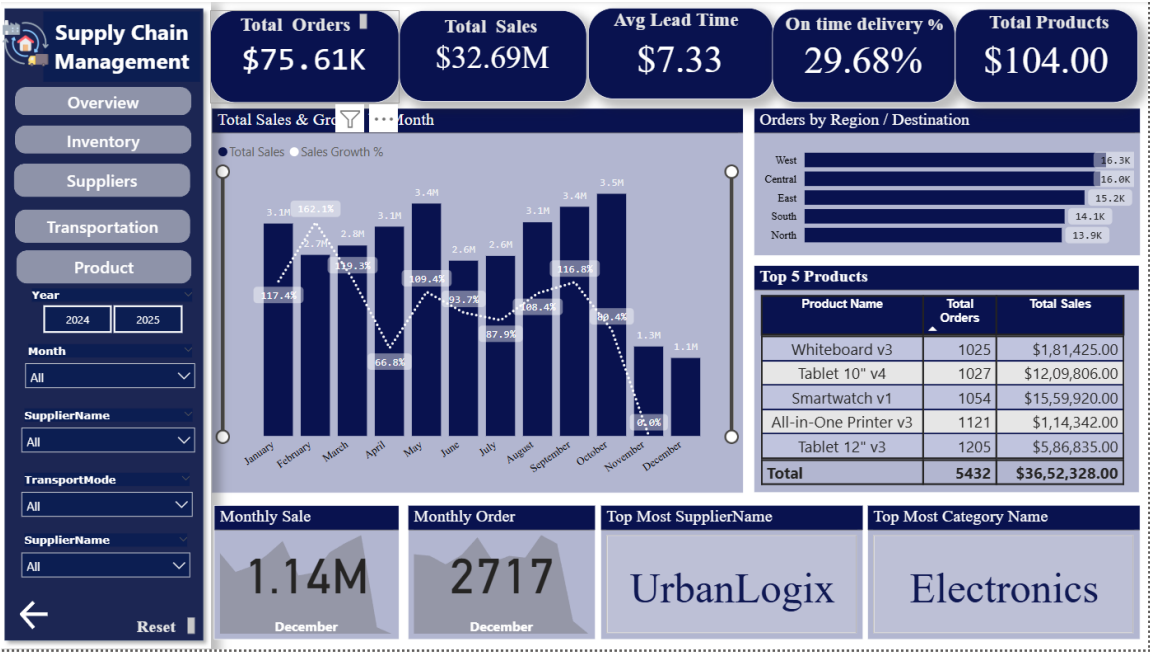 Supply Chain
Management
Overview
Inventory
Suppliers
Transportation
Product
Year
2024 2025
Month
All
SupplierName
All
TransportMode
All
SupplierName
All
Reset
Total Orders
$75.61K
Total Sales
$32.69M
Avg Lead Time
$7.33
On time delivery %
29.68%
Total Products
$104.00
Total Sales & Gro Month
Total Sales Sales Growth %
3.1M
2.7M
2.8M
3.1M
3.4M
2.6M
2.6M
3.1M
3.4M
3.5M
1.3M
1.1M
117.4%
162.1%
119.3%
66.8%
109.4%
93.7%
87.9%
108.4%
116.8%
80.4%
0.0%
January
February
March
April
May
June
July
August
September
October
November
December
Orders by Region / Destination
West 16.3K
Central 16.0K
East 15.2K
South 14.1K
North 13.9K
Top 5 Products
Product Name Total Orders Total Sales
Whiteboard v3 1025 $1,81,425.00
Tablet 10" v4 1027 $12,09,806.00
Smartwatch v1 1054 $15,59,920.00
All-in-One Printer v3 1121 $1,14,342.00
Tablet 12" v3 1205 $5,86,835.00
Total 5432 $36,52,328.00
Monthly Sale
1.14M
December
Monthly Order
2717
December
Top Most SupplierName
UrbanLogix
Top Most Category Name
Electronics